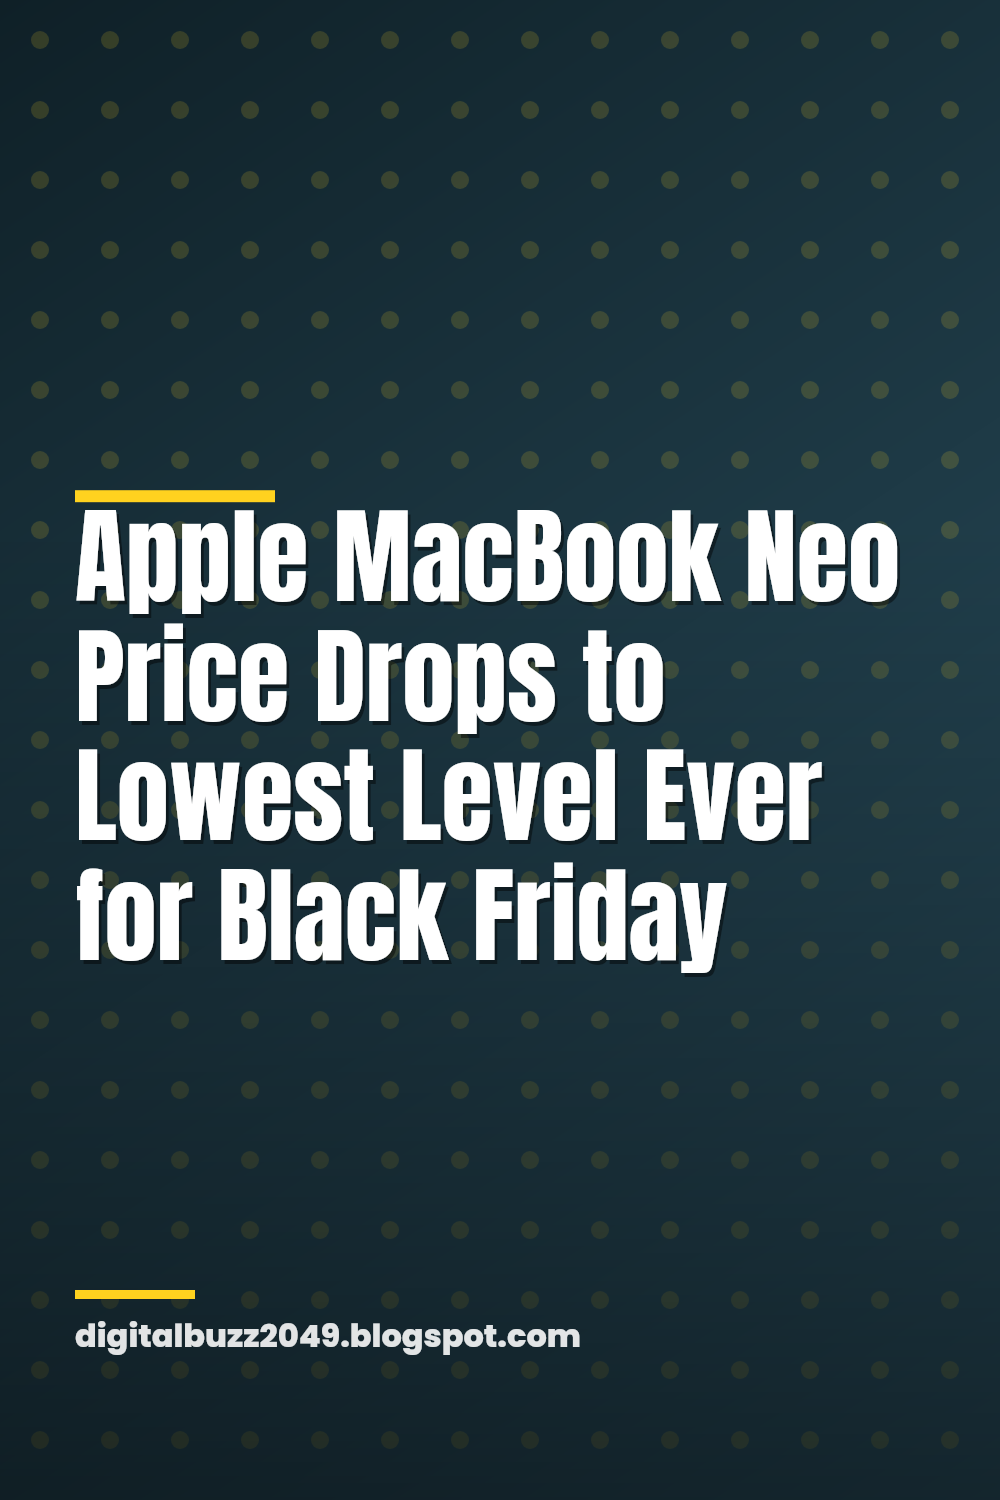 Apple MacBook Neo
Price Drops to
Lowest Level Ever
for Black Friday
digitalbuzz2049.blogspot.com